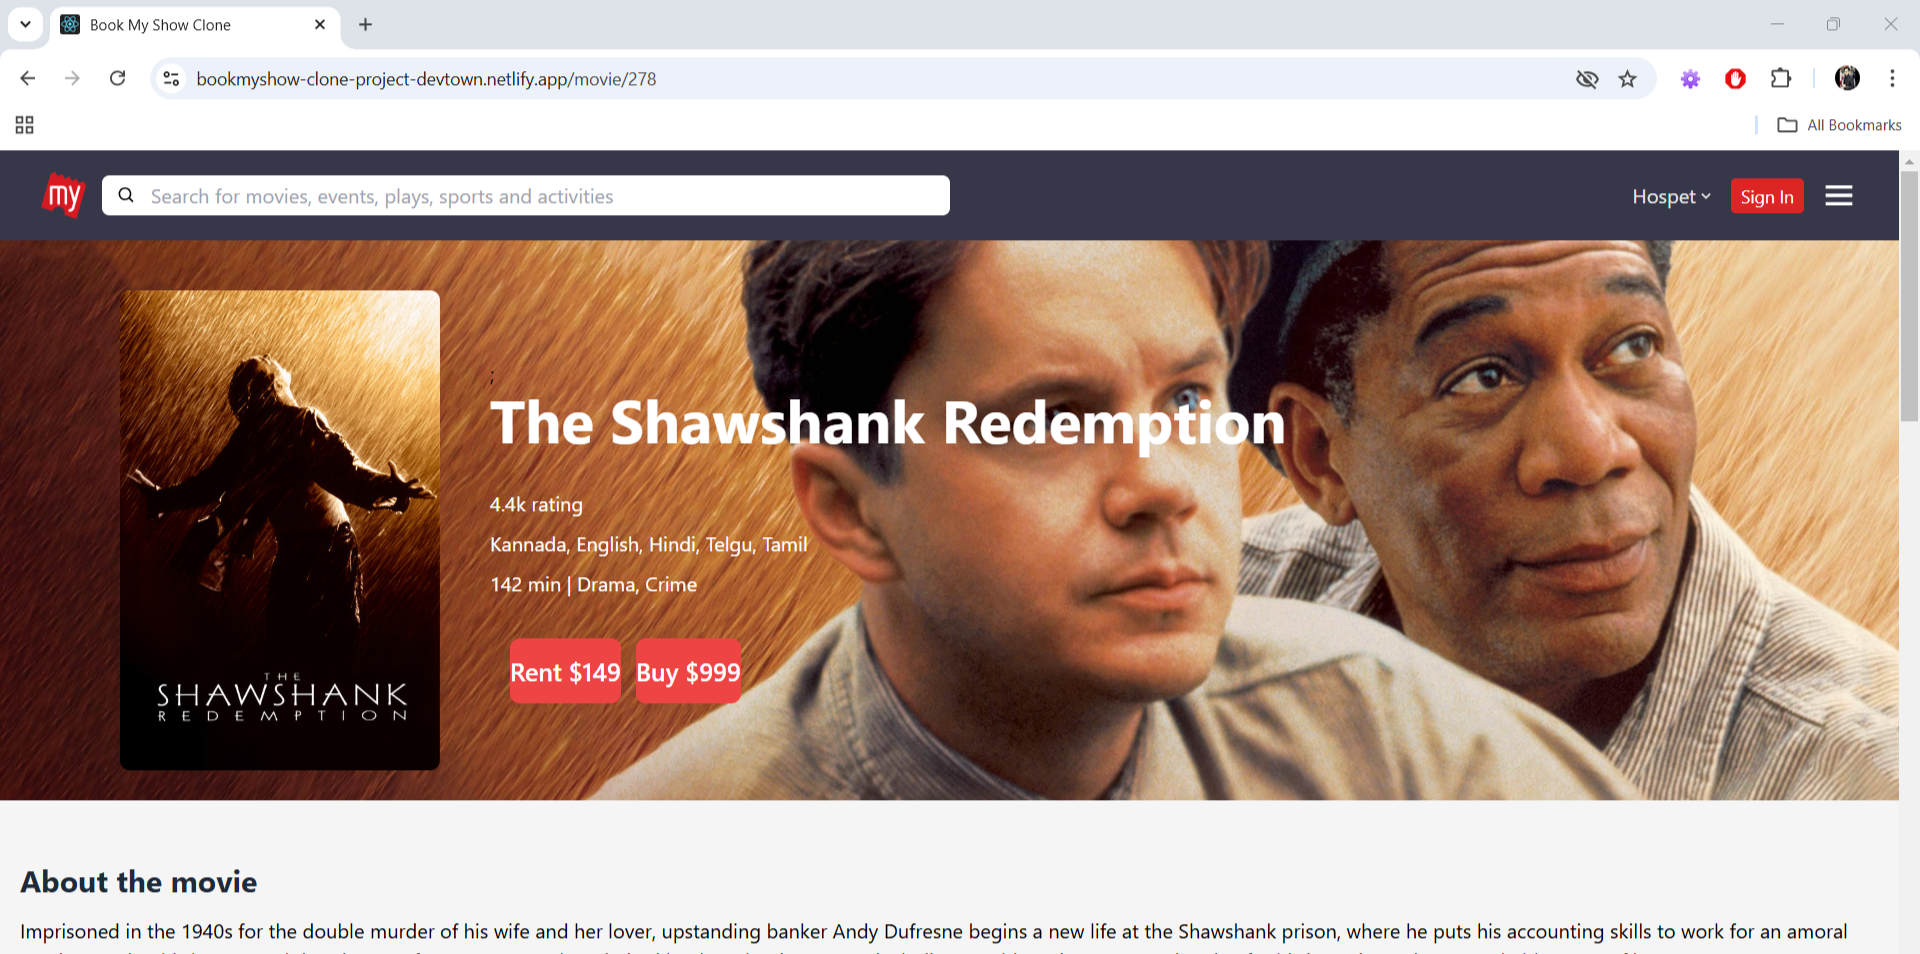 Book My Show Clone
bookmyshow-clone-project-devtown.netlify.app/movie/278
All Bookmarks
my
Search for movies, events, plays, sports and activities
Hospet
Sign In
;
The Shawshank Redemption
4.4k rating
Kannada, English, Hindi, Telgu, Tamil
142 min | Drama, Crime
Rent $149
Buy $999
THE
SHAWSHANK
REDEMPTION
About the movie
Imprisoned in the 1940s for the double murder of his wife and her lover, upstanding banker Andy Dufresne begins a new life at the Shawshank prison, where he puts his accounting skills to work for an amoral